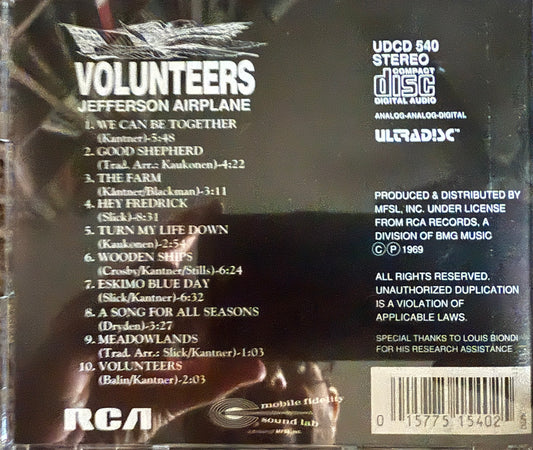 VOLUNTEERS
JEFFERSON AIRPLANE
1. WE CAN BE TOGETHER
(Kantner)-5:48
2. GOOD SHEPHERD
(Trad. Arr.: Kaukonen)-4:22
3. THE FARM
(Kantner/Blackman)-3:11
4. HEY FREDRICK
(Slick)-8:31
5. TURN MY LIFE DOWN
(Kaukonen)-2:54
6. WOODEN SHIPS
(Crosby/Kantner/Stills)-6:24
7. ESKIMO BLUE DAY
(Slick/Kantner)-6:32
8. A SONG FOR ALL SEASONS
(Dryden)-3:27
9. MEADOWLANDS
(Trad. Arr.: Slick/Kantner)-1:03
10. VOLUNTEERS
(Balin/Kantner)-2:03
RCA
mobile fidelity
sound lab
UDCD 540
STEREO
COMPACT
disc
DIGITAL AUDIO
ANALOG-ANALOG-DIGITAL
ULTRADISC™
PRODUCED & DISTRIBUTED BY
MFSL, INC. UNDER LICENSE
FROM RCA RECORDS, A
DIVISION OF BMG MUSIC
Ⓒ Ⓟ 1969
ALL RIGHTS RESERVED.
UNAUTHORIZED DUPLICATION
IS A VIOLATION OF
APPLICABLE LAWS.
SPECIAL THANKS TO LOUIS BIONDI
FOR HIS RESEARCH ASSISTANCE
0 15775 15402